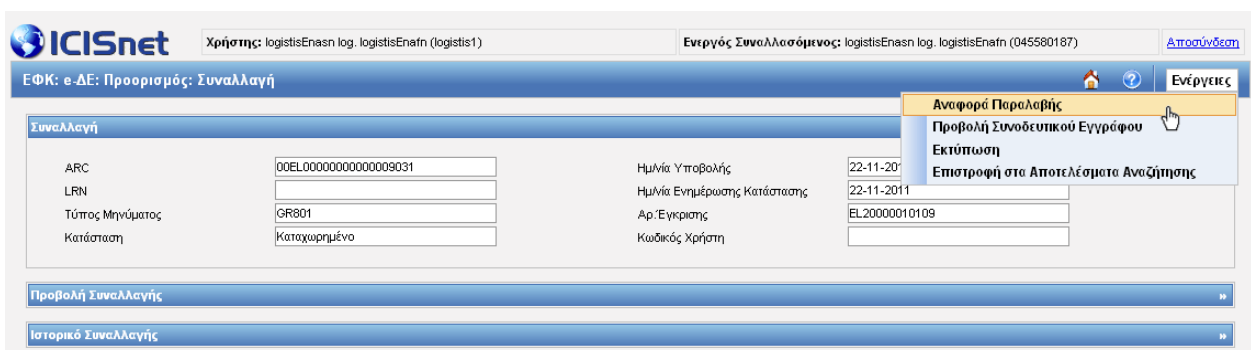 ICISnet Χρήστης: logistisEnasn log. logistisEnafn (logistis1) Ενεργός Συναλλασόμενος: logistisEnasn log. logistisEnafn (045580187) Αποσύνδεση
ΕΦΚ: e-ΔΕ: Προορισμός: Συναλλαγή Ενέργειες
Αναφορά Παραλαβής
Συναλλαγή
Προβολή Συνοδευτικού Εγγράφου
Εκτύπωση
ARC 00EL00000000000009031 Ημ/νία Υποβολής 22-11-201 Επιστροφή στα Αποτελέσματα Αναζήτησης
LRN Ημ/νία Ενημέρωσης Κατάστασης 22-11-2011
Τύπος Μηνύματος GR801 Αρ.Έγκρισης EL20000010109
Κατάσταση Καταχωρημένο Κωδικός Χρήστη
Προβολή Συναλλαγής »
Ιστορικό Συναλλαγής »